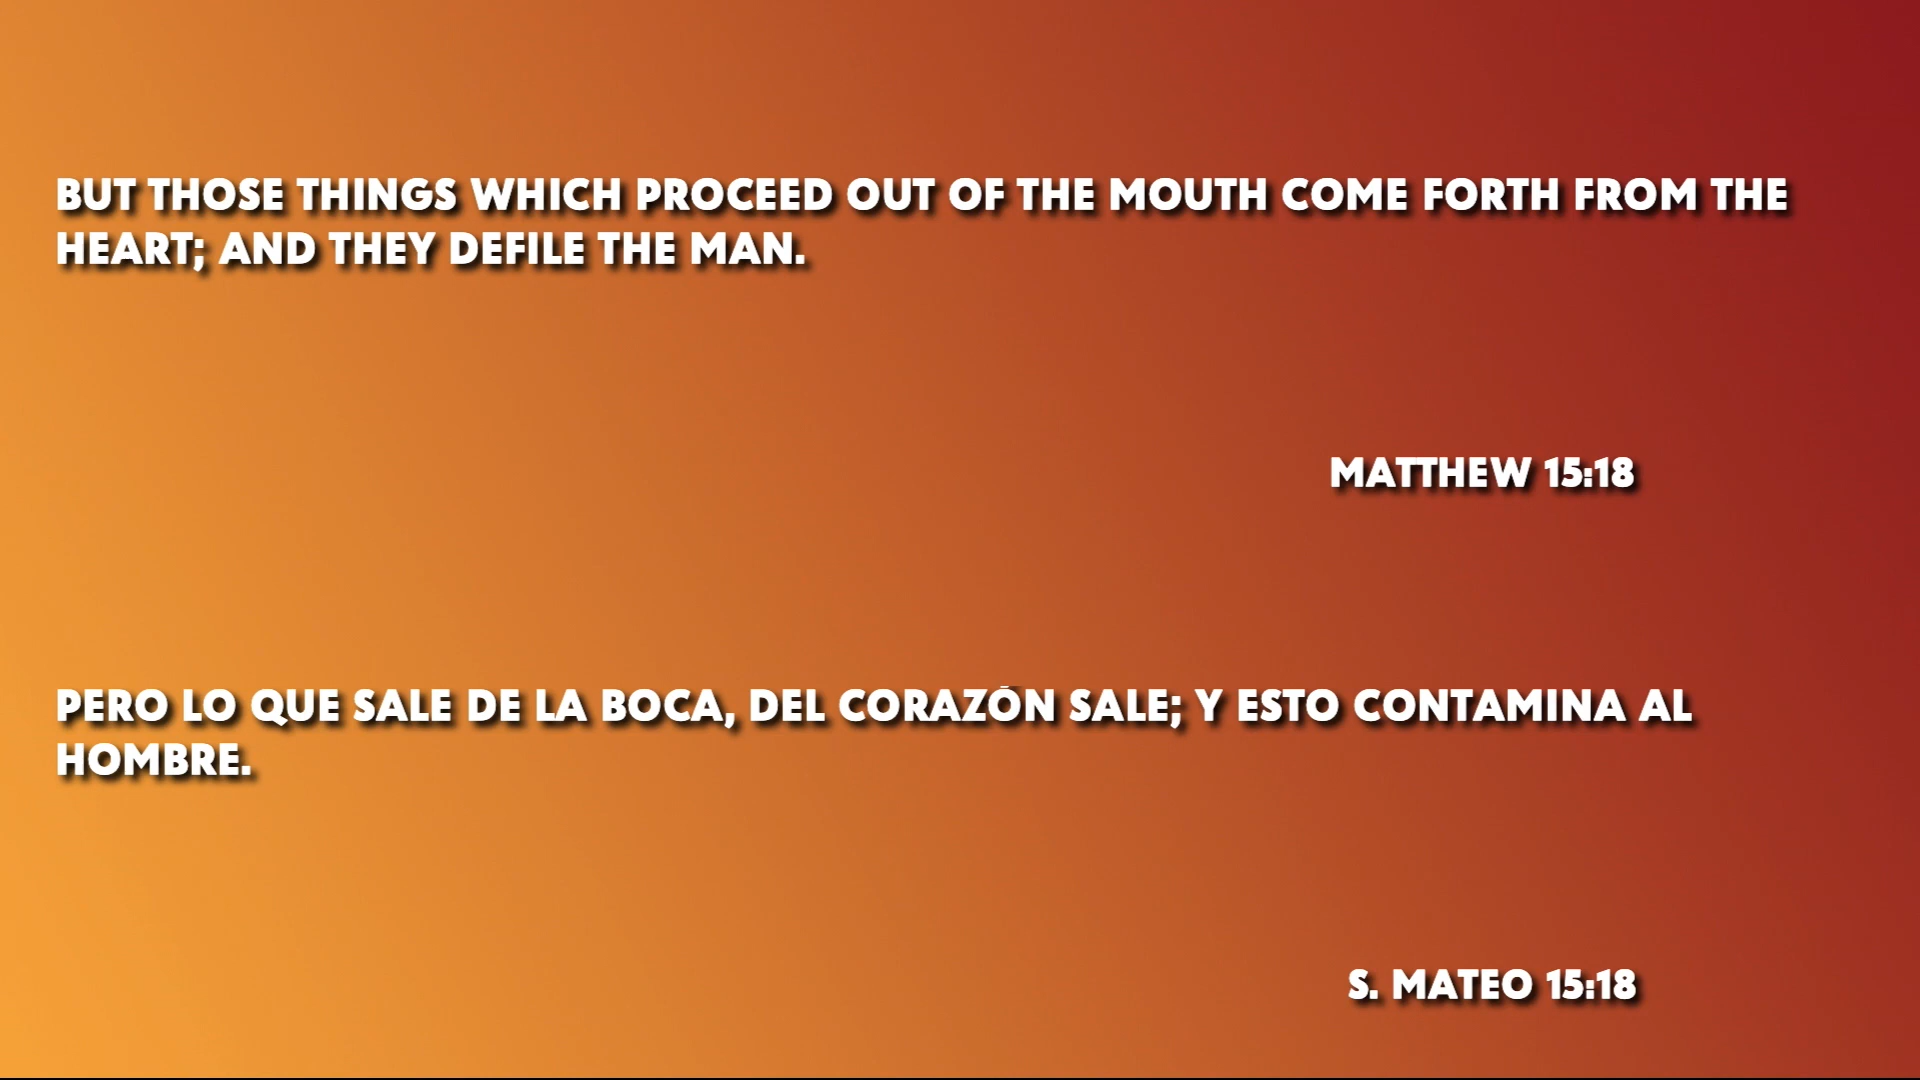 BUT THOSE THINGS WHICH PROCEED OUT OF THE MOUTH COME FORTH FROM THE
HEART; AND THEY DEFILE THE MAN.
MATTHEW 15:18
PERO LO QUE SALE DE LA BOCA, DEL CORAZÓN SALE; Y ESTO CONTAMINA AL
HOMBRE.
S. MATEO 15:18